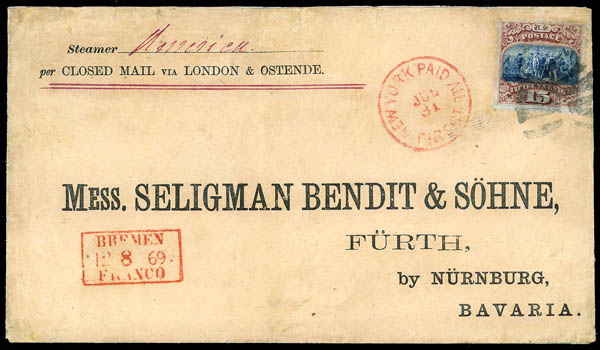 Steamer America.
per CLOSED MAIL VIA LONDON & OSTENDE.
NEW YORK PAID ALL
JUL
31
DIRECT
POSTAGE
15
MESS. SELIGMAN BENDIT & SÖHNE,
FÜRTH,
by NÜRNBURG,
BAVARIA.
BREMEN
12 8 69
FRANCO